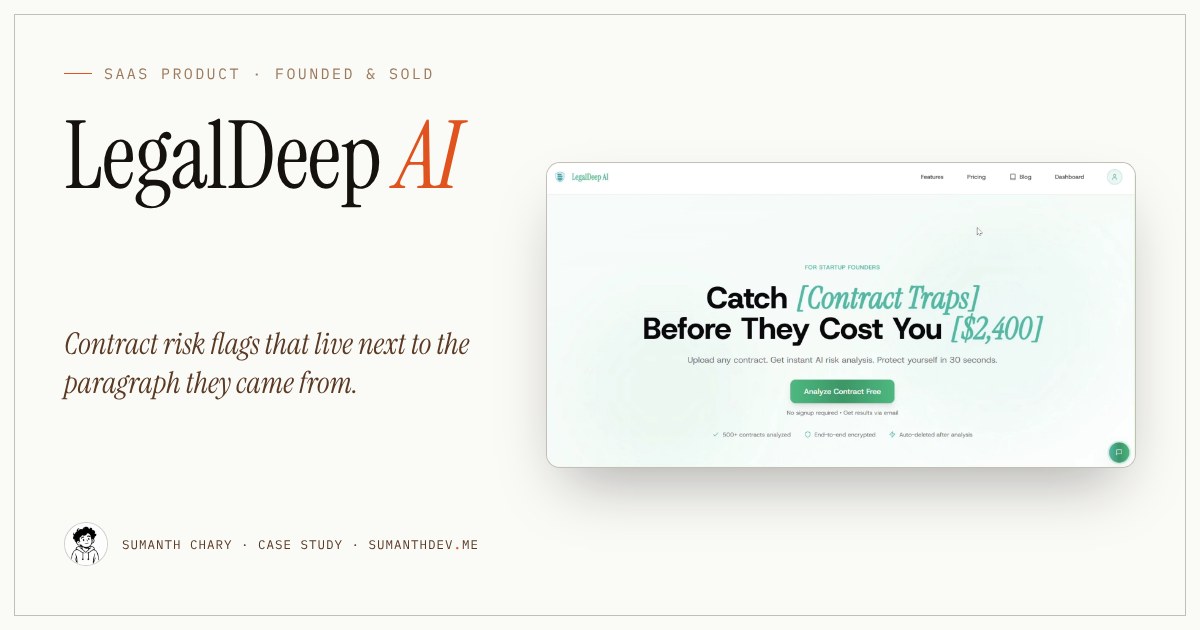 SAAS PRODUCT · FOUNDED & SOLD
LegalDeep AI
Contract risk flags that live next to the
paragraph they came from.
SUMANTH CHARY · CASE STUDY · SUMANTHDEV.ME
LegalDeep AI
Features Pricing Blog Dashboard
FOR STARTUP FOUNDERS
Catch [Contract Traps]
Before They Cost You [$2,400]
Upload any contract. Get instant AI risk analysis. Protect yourself in 30 seconds.
Analyze Contract Free
No signup required • Get results via email
500+ contracts analyzed End-to-end encrypted Auto-deleted after analysis